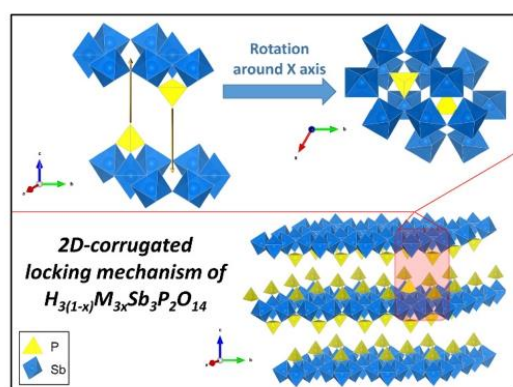 Rotation
around X axis
c
a
b
b
a
2D-corrugated
locking mechanism of
H₃₍₁₋ₓ₎M₃ₓSb₃P₂O₁₄
P
Sb
c
a
b